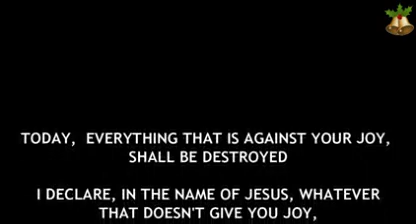 TODAY,  EVERYTHING THAT IS AGAINST YOUR JOY,
SHALL BE DESTROYED
I DECLARE, IN THE NAME OF JESUS, WHATEVER
THAT DOESN'T GIVE YOU JOY,